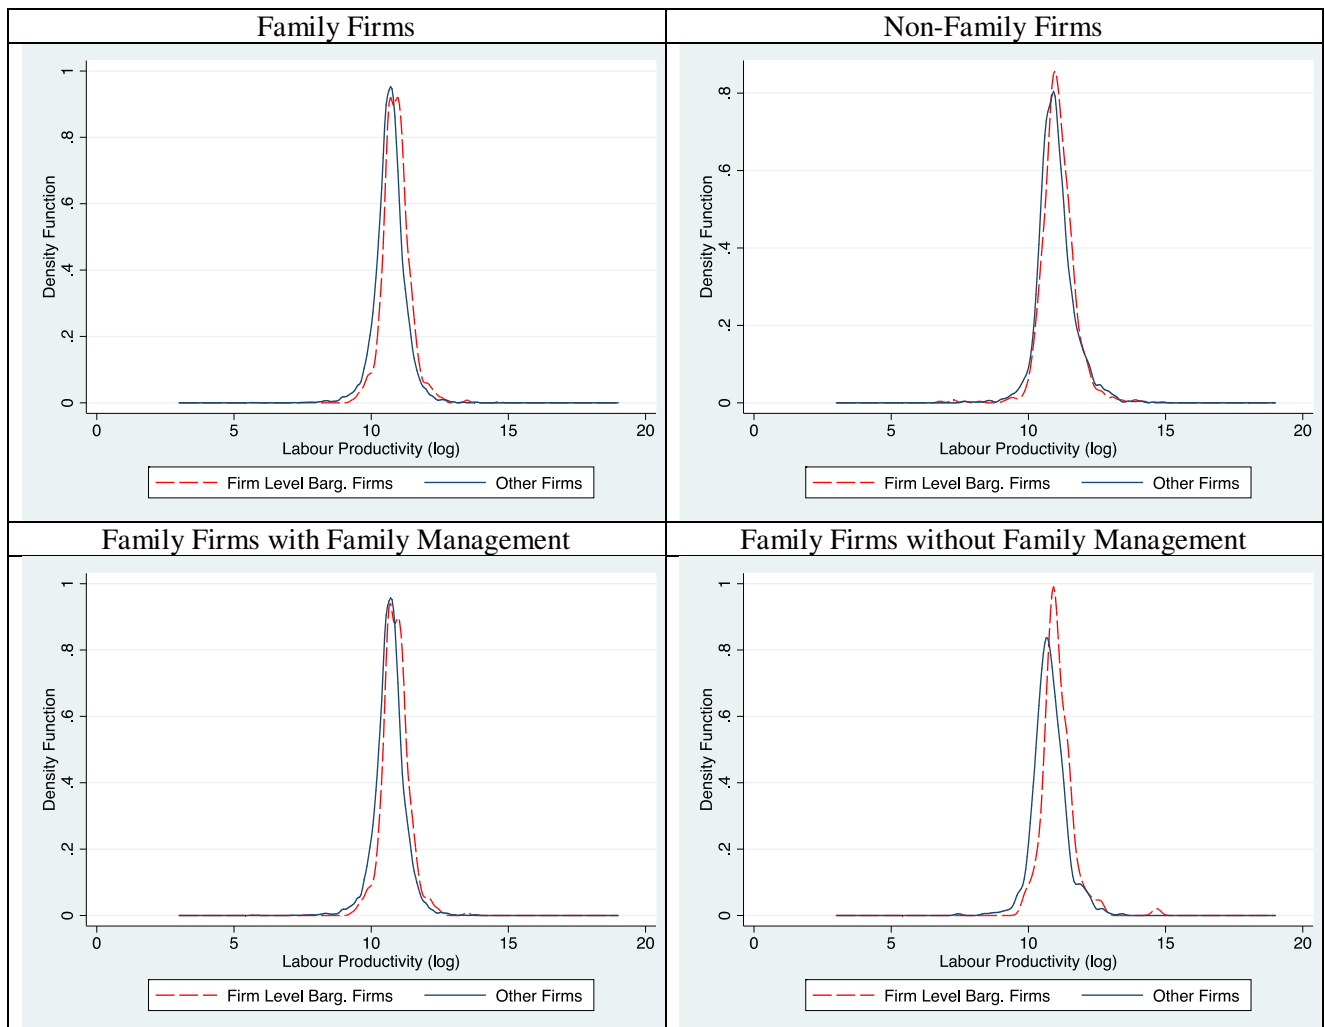 Family Firms
Non-Family Firms
Density Function
0 .2 .4 .6 .8 1
0 5 10 15 20
Labour Productivity (log)
Firm Level Barg. Firms Other Firms
Density Function
0 .2 .4 .6 .8
0 5 10 15 20
Labour Productivity (log)
Firm Level Barg. Firms Other Firms
Family Firms with Family Management
Family Firms without Family Management
Density Function
0 .2 .4 .6 .8 1
0 5 10 15 20
Labour Productivity (log)
Firm Level Barg. Firms Other Firms
Density Function
0 .2 .4 .6 .8 1
0 5 10 15 20
Labour Productivity (log)
Firm Level Barg. Firms Other Firms